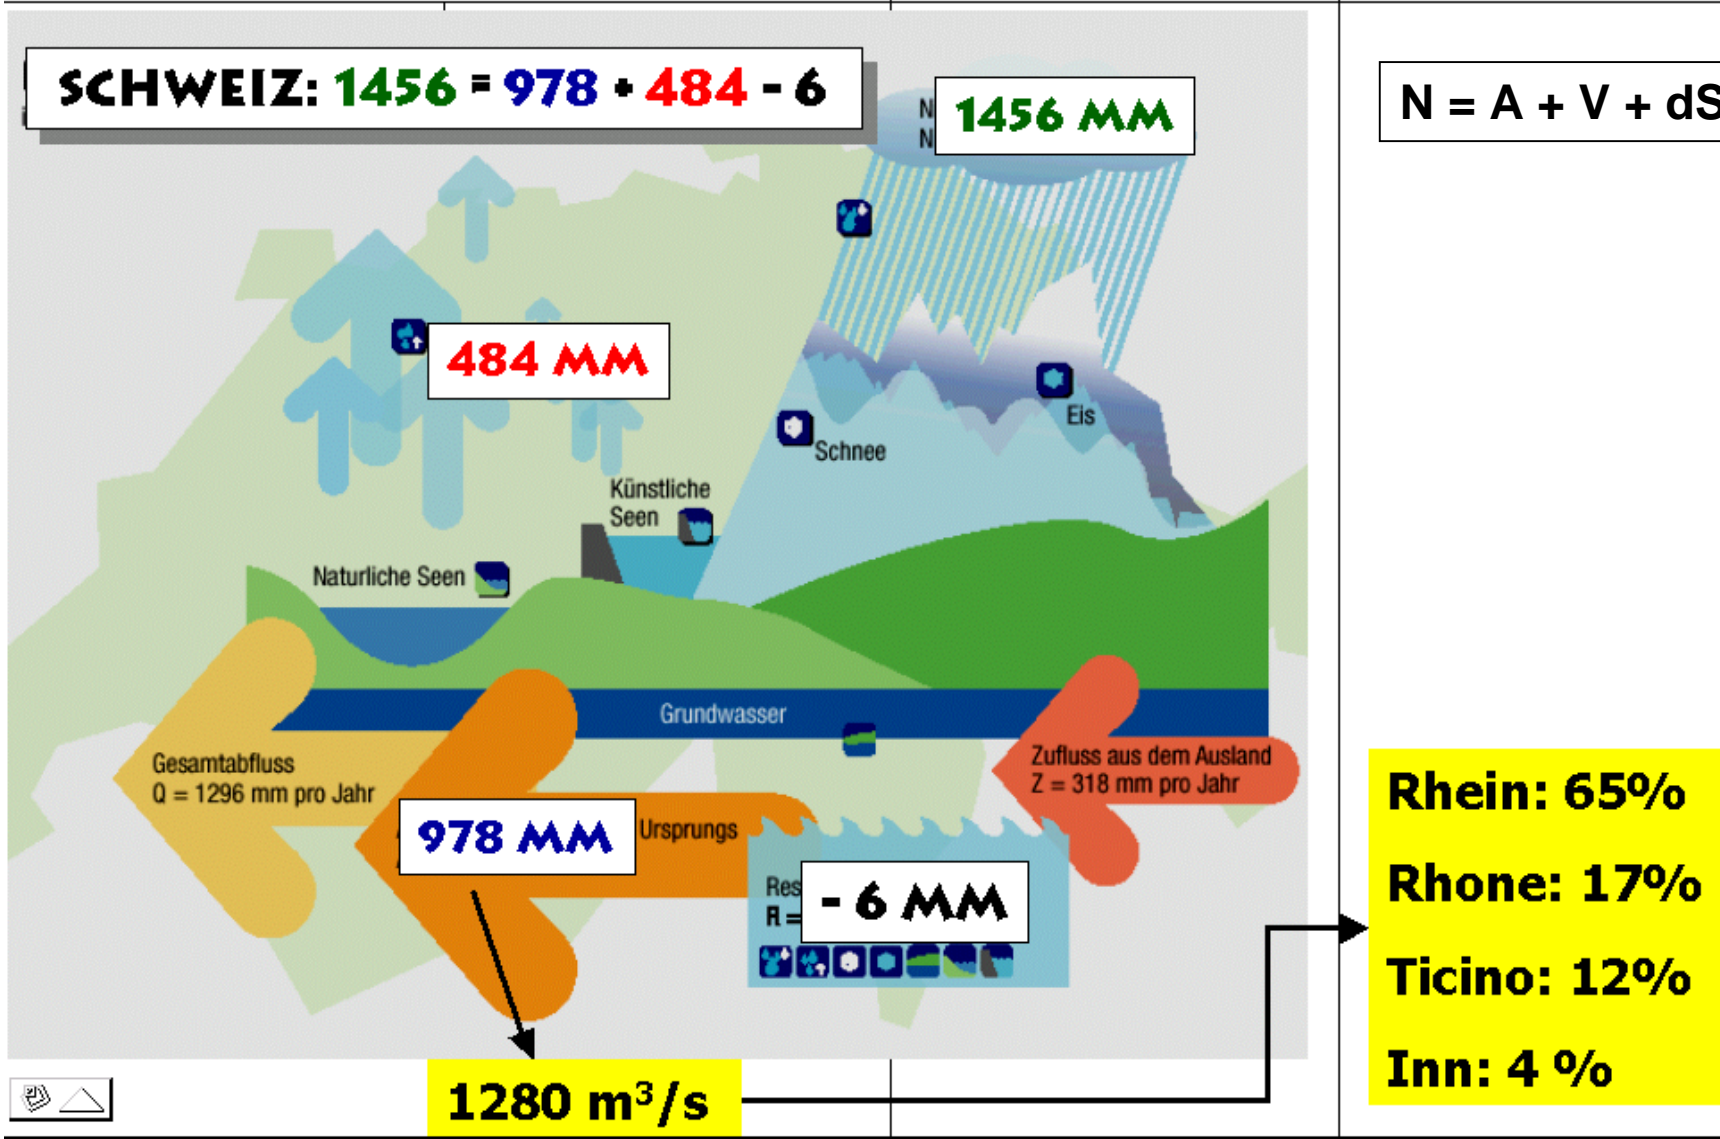 SCHWEIZ: 1456 = 978 + 484 - 6
N
N
1456 MM
N = A + V + dS
484 MM
Eis
Schnee
Künstliche
Seen
Naturliche Seen
Grundwasser
Gesamtabfluss
Q = 1296 mm pro Jahr
Zufluss aus dem Ausland
Z = 318 mm pro Jahr
978 MM
Ursprungs
R =
- 6 MM
Rhein: 65%
Rhone: 17%
Ticino: 12%
Inn: 4 %
1280 m³/s